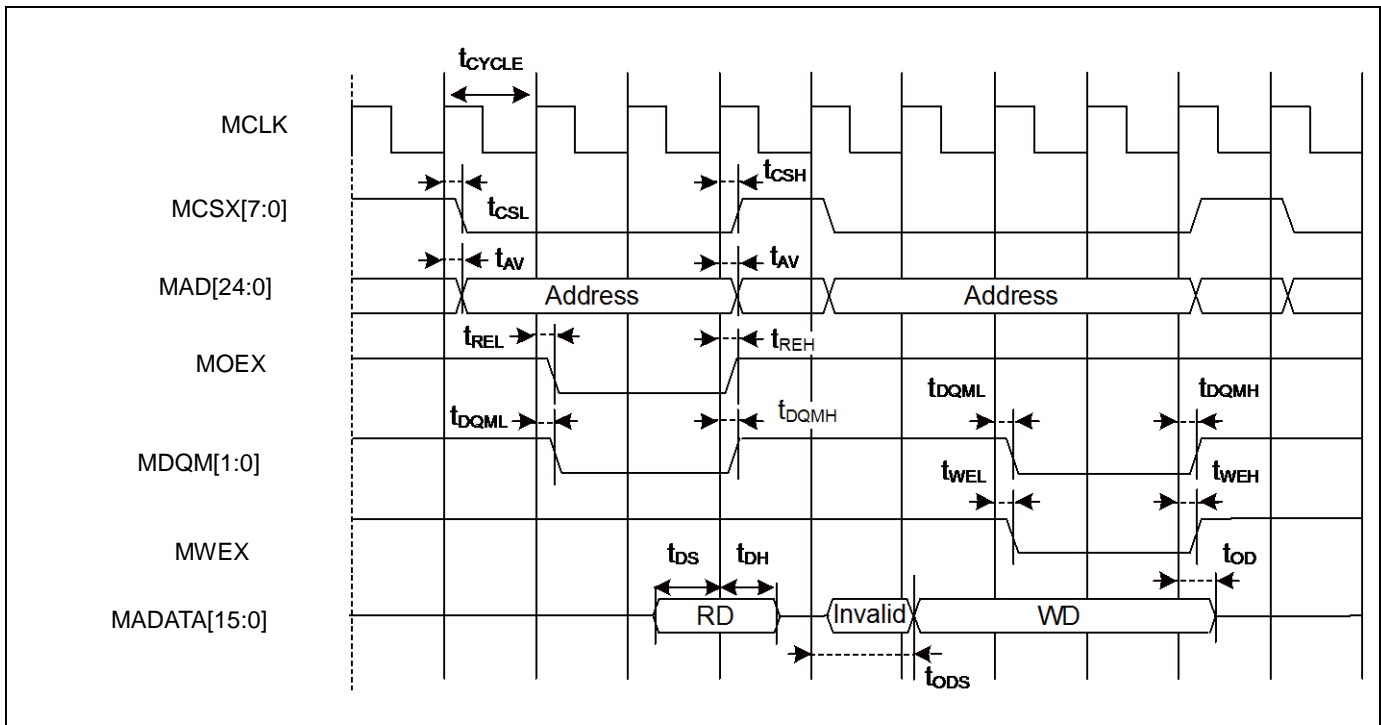 tCYCLE
MCLK
tCSH
MCSX[7:0]
tCSL
tAV
tAV
MAD[24:0]
Address
Address
tREL
tREH
MOEX
tDQML
tDQMH
tDQML
tDQMH
MDQM[1:0]
tWEL
tWEH
MWEX
tDS
tDH
tOD
MADATA[15:0]
RD
Invalid
WD
tODS